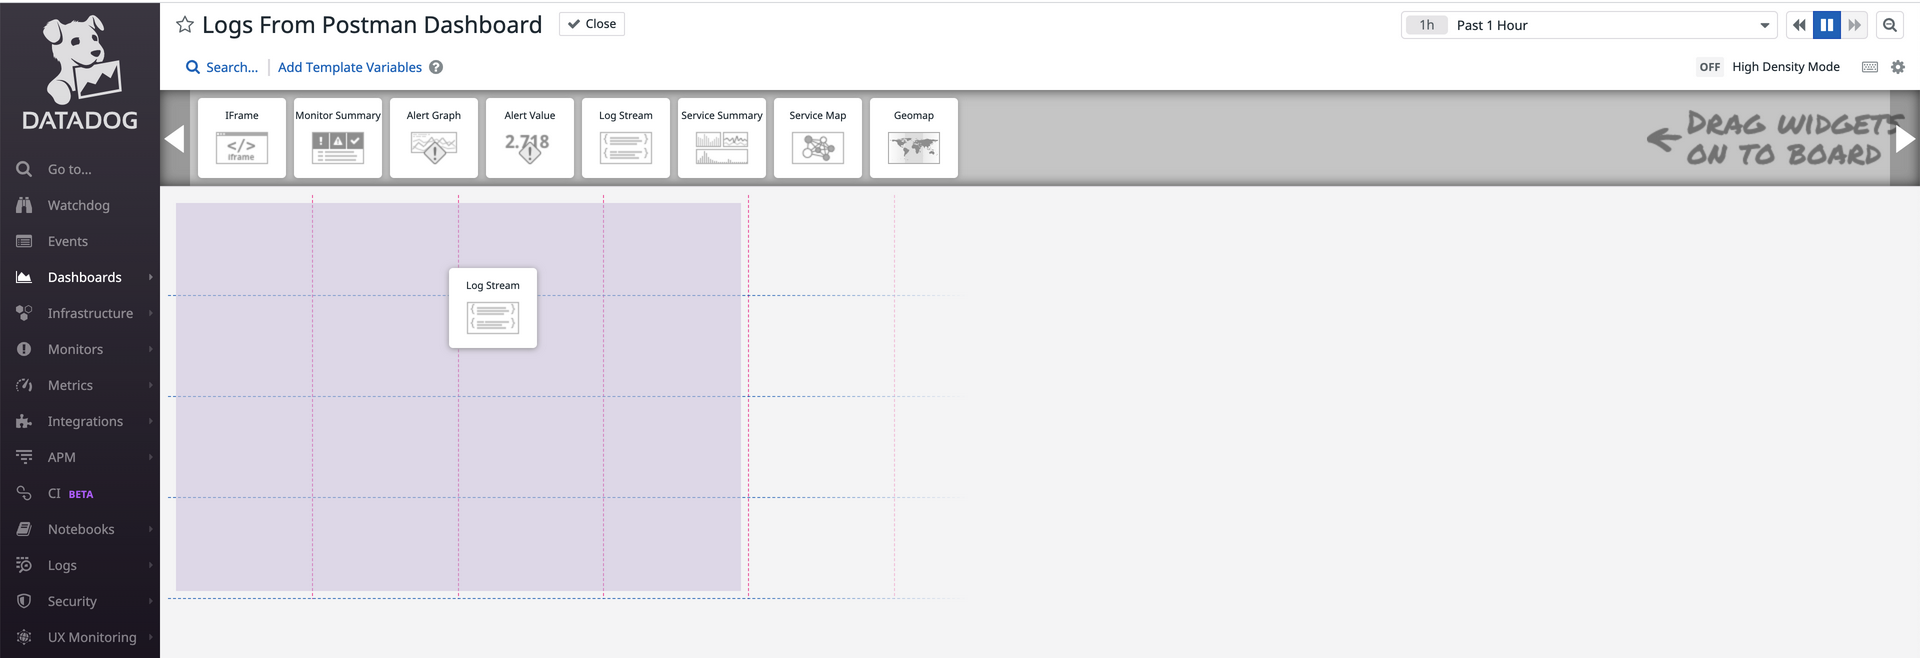 DATADOG
Go to...
Watchdog
Events
Dashboards
Infrastructure
Monitors
Metrics
Integrations
APM
CI BETA
Notebooks
Logs
Security
UX Monitoring
Logs From Postman Dashboard
Close
1h Past 1 Hour
Search...
Add Template Variables ?
OFF High Density Mode
IFrame
</>
iframe
Monitor Summary
Alert Graph
Alert Value
2.718
Log Stream
Service Summary
Service Map
Geomap
DRAG WIDGETS
ON TO BOARD
Log Stream